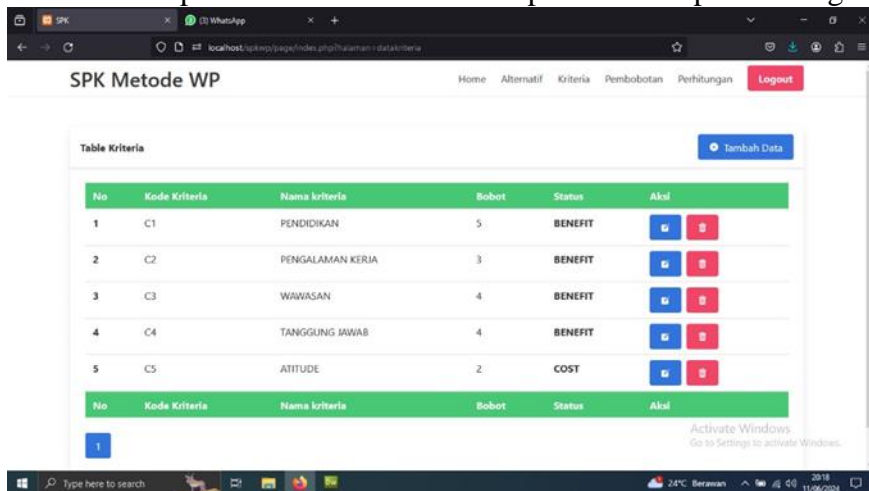 SPK
(3) WhatsApp
localhost/spkwp/page/index.php?halaman=datakriteria
SPK Metode WP
Home Alternatif Kriteria Pembobotan Perhitungan Logout
Table Kriteria
Tambah Data
No Kode Kriteria Nama kriteria Bobot Status Aksi
1 C1 PENDIDIKAN 5 BENEFIT
2 C2 PENGALAMAN KERJA 3 BENEFIT
3 C3 WAWASAN 4 BENEFIT
4 C4 TANGGUNG JAWAB 4 BENEFIT
5 C5 ATITUDE 2 COST
No Kode Kriteria Nama kriteria Bobot Status Aksi
1
Activate Windows
Go to Settings to activate Windows.
Type here to search
24°C Berawan
20:18
11/06/2024